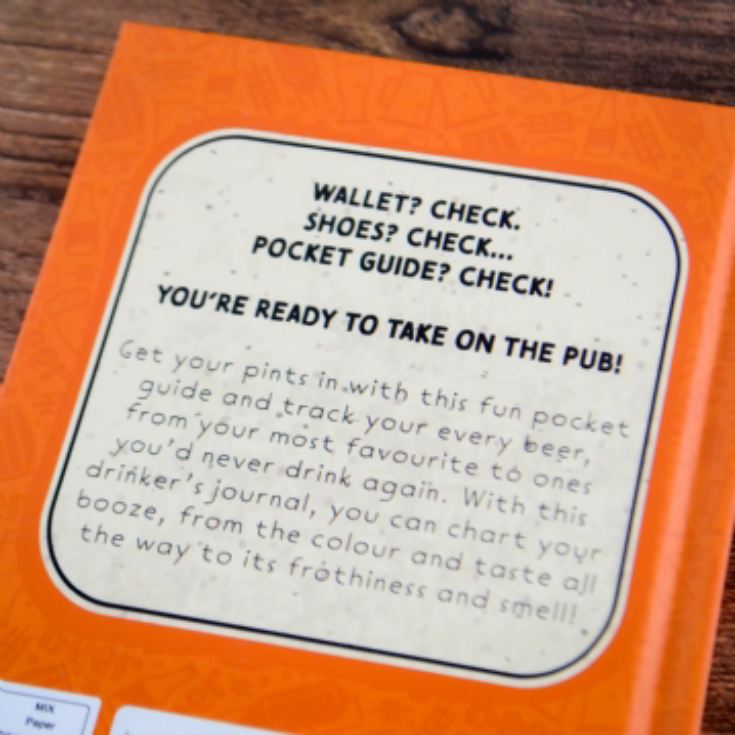 WALLET? CHECK.
SHOES? CHECK...
POCKET GUIDE? CHECK!
YOU'RE READY TO TAKE ON THE PUB!
Get your pints in with this fun pocket
guide and track your every beer,
from your most favourite to ones
you'd never drink again. With this
drinker's journal, you can chart your
booze, from the colour and taste all
the way to its frothiness and smell!
MIX
Paper